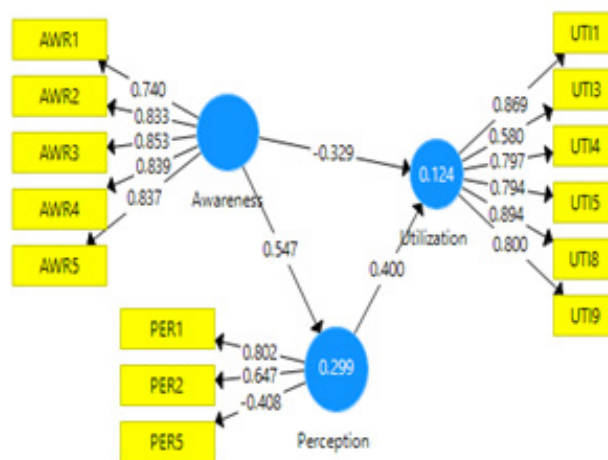 AWR1
AWR2
AWR3
AWR4
AWR5
0.740
0.833
0.853
0.839
0.837
Awareness
-0.329
0.547
0.124
Utilization
0.400
UTI1
UTI3
UTI4
UTI5
UTI8
UTI9
0.869
0.580
0.797
0.794
0.894
0.800
PER1
PER2
PER5
0.802
0.647
-0.408
0.299
Perception